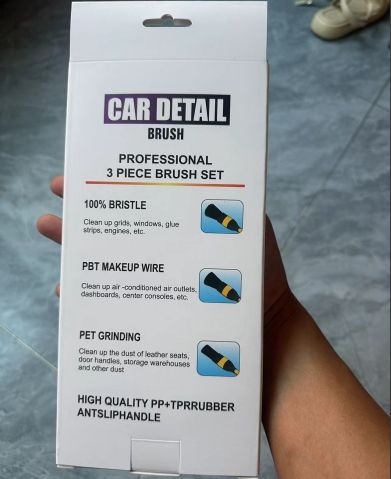 CAR DETAIL
BRUSH
PROFESSIONAL
3 PIECE BRUSH SET
100% BRISTLE
Clean up grids, windows, glue
strips, engines, etc.
PBT MAKEUP WIRE
Clean up air -conditioned air outlets,
dashboards, center consoles, etc.
PET GRINDING
Clean up the dust of leather seats,
door handles, storage warehouses
and other dust
HIGH QUALITY PP+TPRRUBBER
ANTSLIPHANDLE